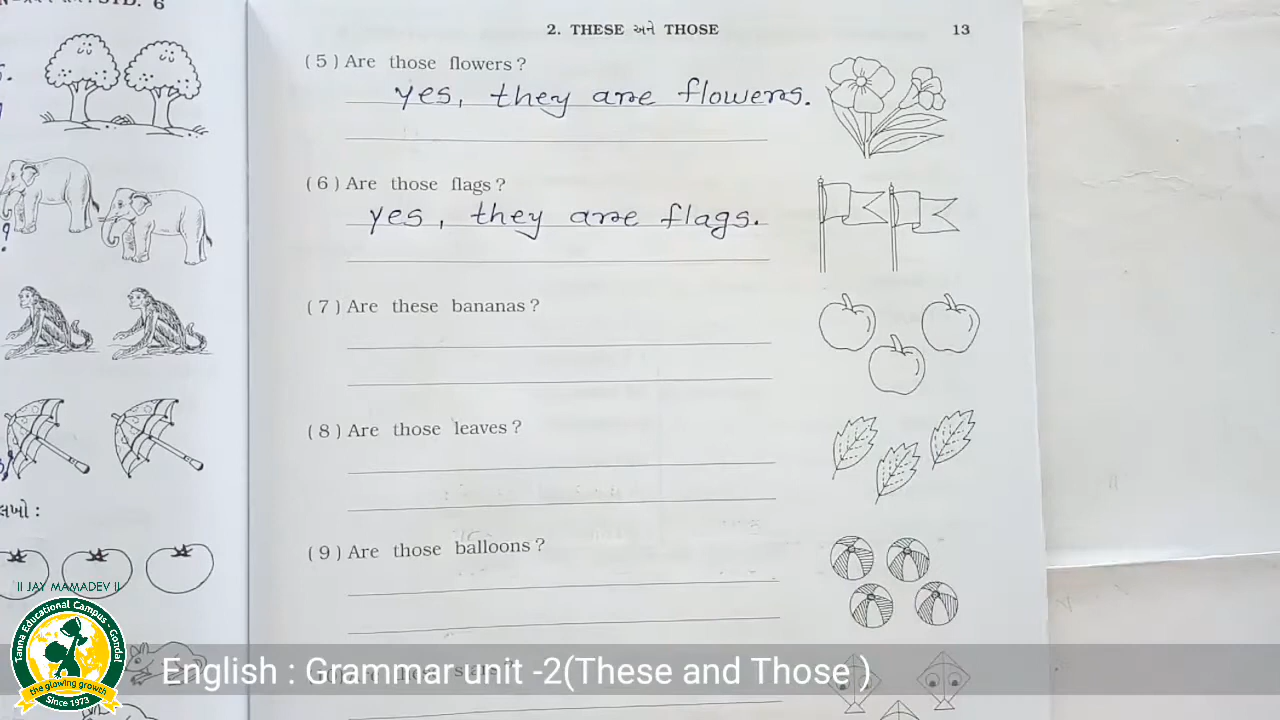 STD. 6
2. THESE અને THOSE 13
( 5 ) Are those flowers ?
yes, they are flowers.
( 6 ) Are those flags ?
yes, they are flags.
( 7 ) Are these bananas ?
( 8 ) Are those leaves ?
( 9 ) Are those balloons ?
લખો :
|| JAY MAMADEV ||
Tanna Educational Campus - Gondal
the glowing growth
Since 1973
English : Grammar unit -2(These and Those )